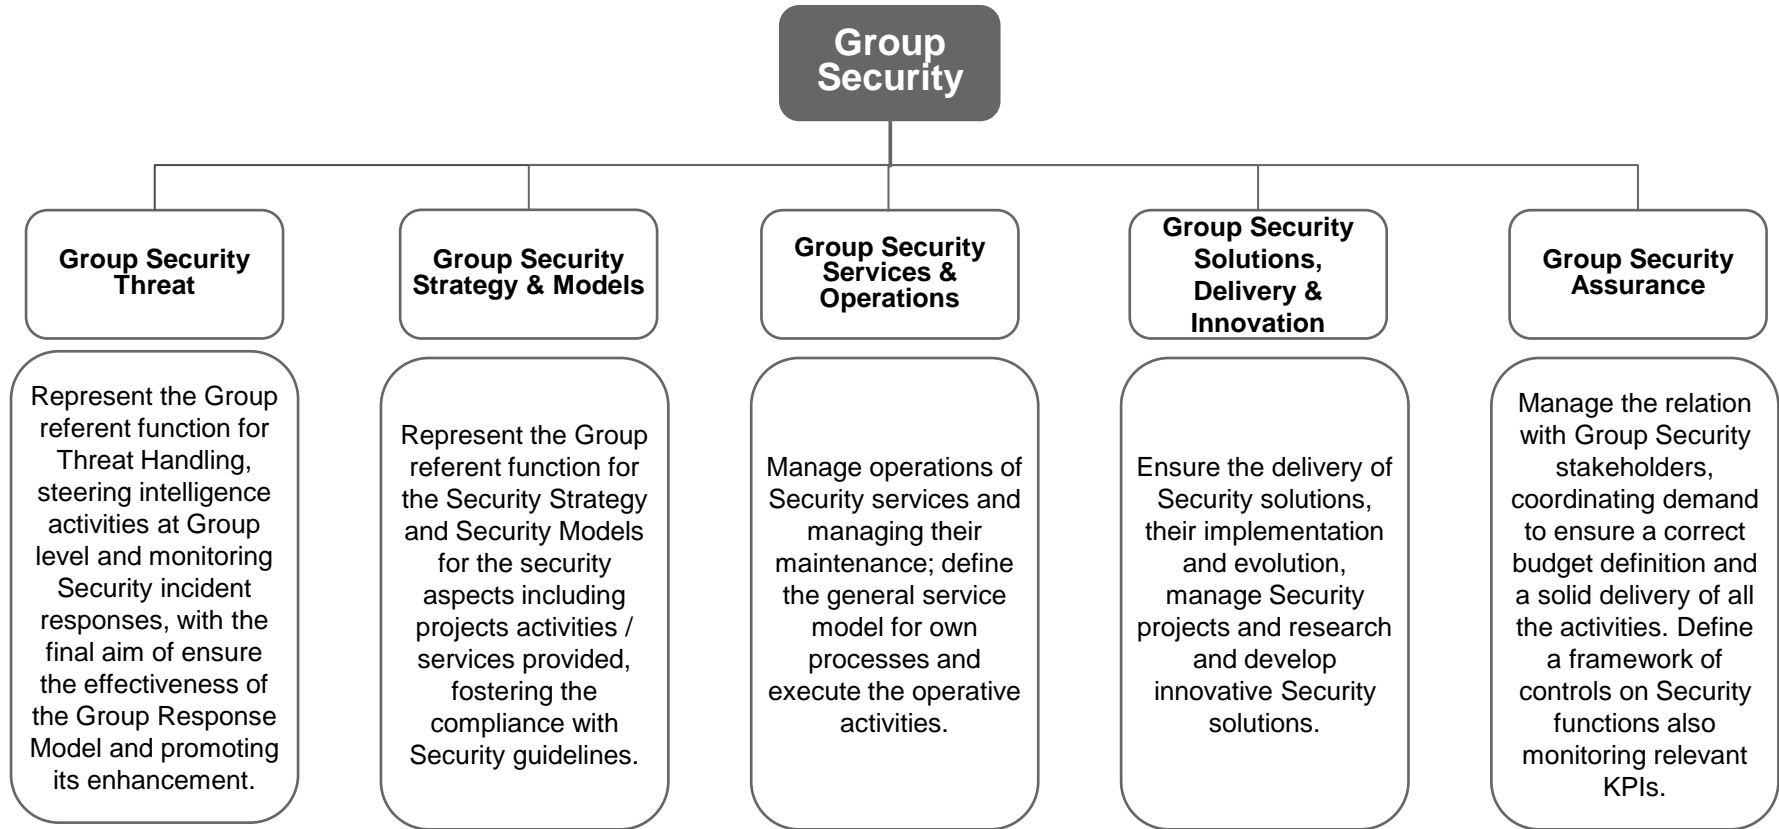 Group
Security
Group Security
Threat
Group Security
Strategy & Models
Group Security
Services &
Operations
Group Security
Solutions,
Delivery &
Innovation
Group Security
Assurance
Represent the Group
referent function for
Threat Handling,
steering intelligence
activities at Group
level and monitoring
Security incident
responses, with the
final aim of ensure
the effectiveness of
the Group Response
Model and promoting
its enhancement.
Represent the Group
referent function for
the Security Strategy
and Security Models
for the security
aspects including
projects activities /
services provided,
fostering the
compliance with
Security guidelines.
Manage operations of
Security services and
managing their
maintenance; define
the general service
model for own
processes and
execute the operative
activities.
Ensure the delivery of
Security solutions,
their implementation
and evolution,
manage Security
projects and research
and develop
innovative Security
solutions.
Manage the relation
with Group Security
stakeholders,
coordinating demand
to ensure a correct
budget definition and
a solid delivery of all
the activities. Define
a framework of
controls on Security
functions also
monitoring relevant
KPIs.